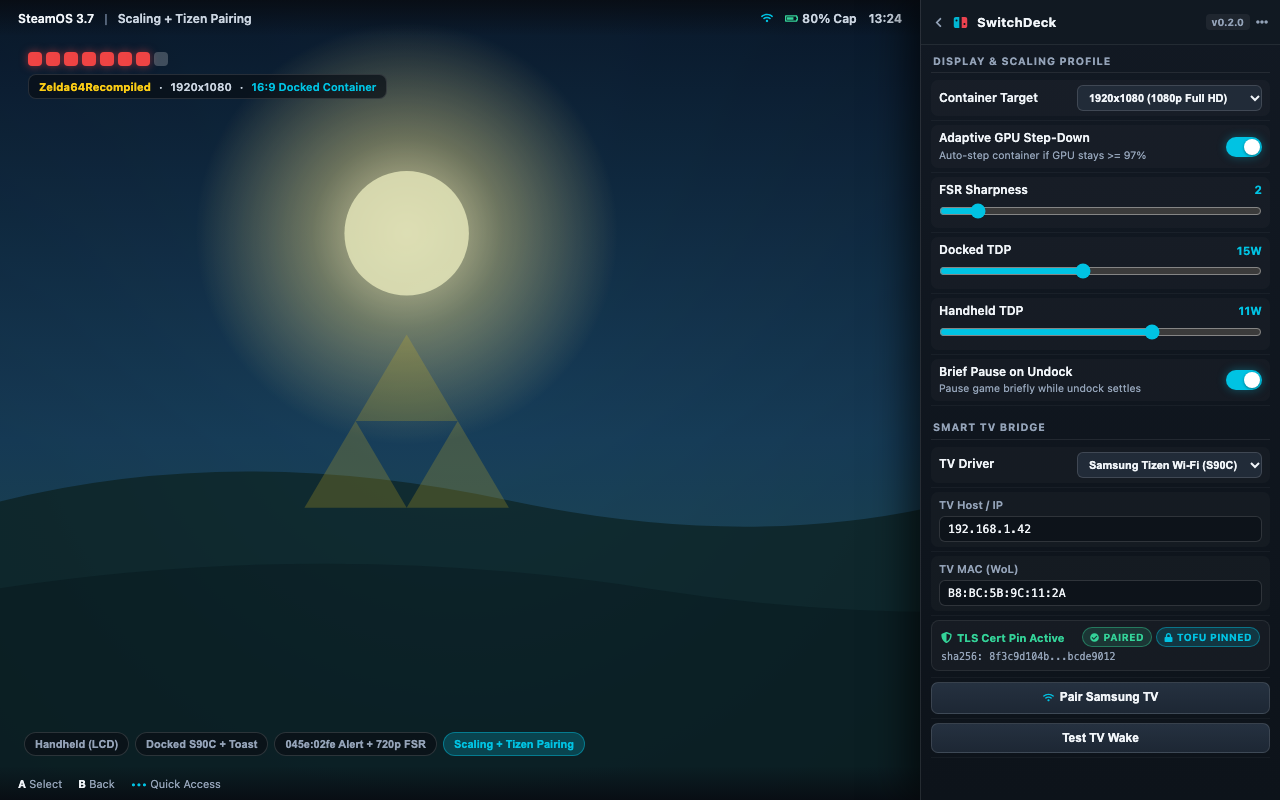 SteamOS 3.7 | Scaling + Tizen Pairing
80% Cap 13:24
Zelda64Recompiled · 1920x1080 · 16:9 Docked Container
Handheld (LCD) Docked S90C + Toast 045e:02fe Alert + 720p FSR Scaling + Tizen Pairing
A Select B Back ••• Quick Access
SwitchDeck v0.2.0 •••
DISPLAY & SCALING PROFILE
Container Target 1920x1080 (1080p Full HD)
Adaptive GPU Step-Down
Auto-step container if GPU stays >= 97%
FSR Sharpness 2
Docked TDP 15W
Handheld TDP 11W
Brief Pause on Undock
Pause game briefly while undock settles
SMART TV BRIDGE
TV Driver Samsung Tizen Wi-Fi (S90C)
TV Host / IP
192.168.1.42
TV MAC (WoL)
B8:BC:5B:9C:11:2A
TLS Cert Pin Active PAIRED TOFU PINNED
sha256: 8f3c9d104b...bcde9012
Pair Samsung TV
Test TV Wake